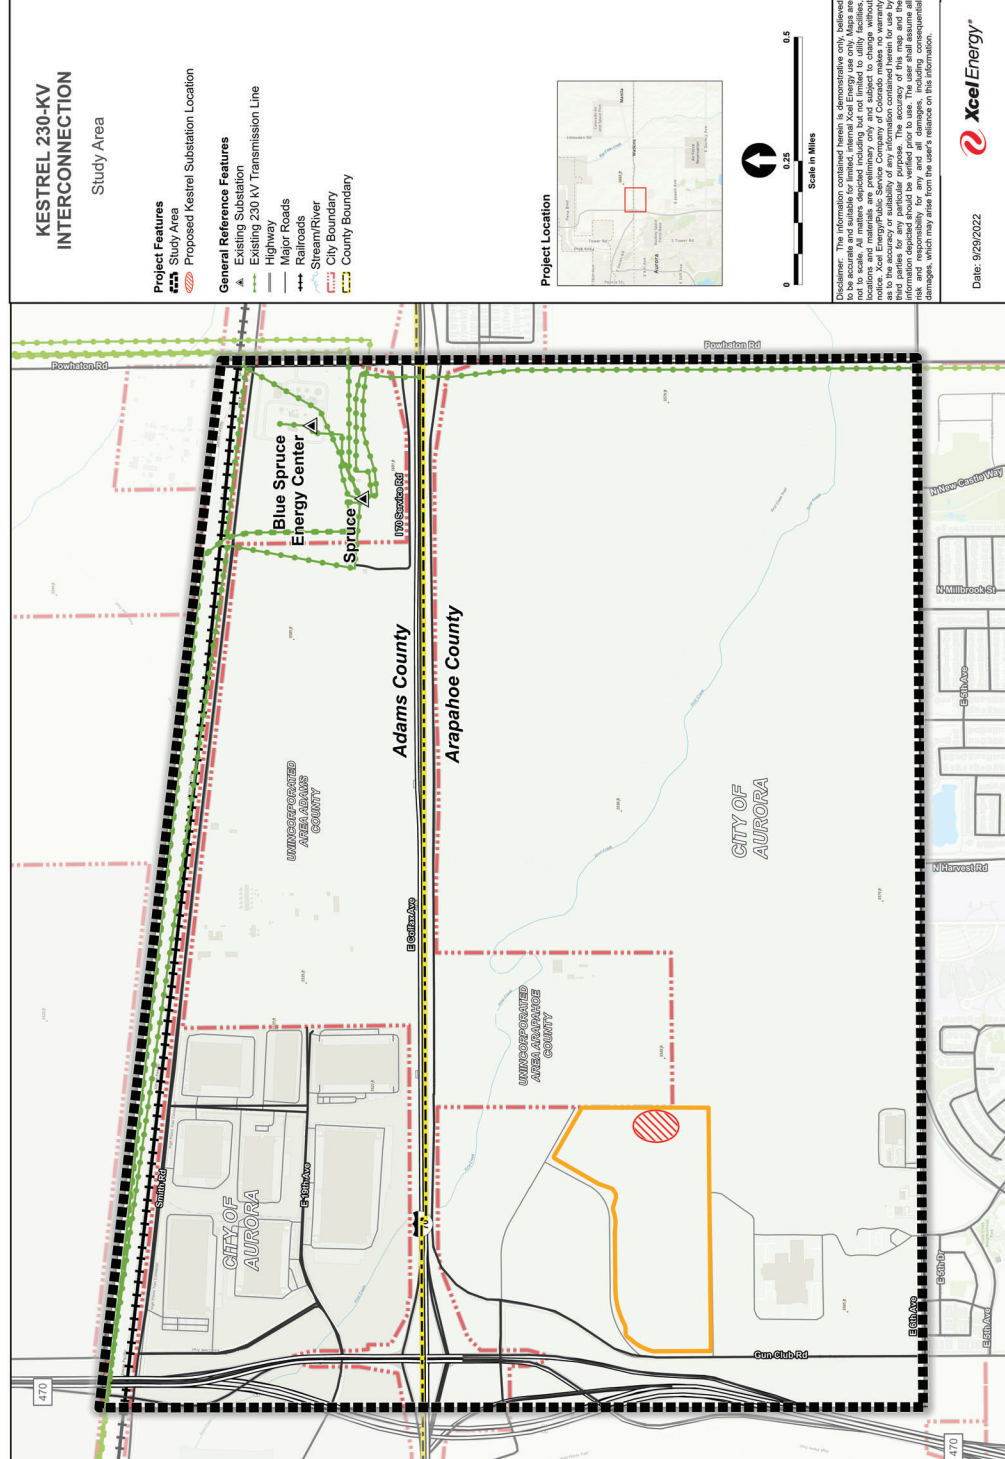 KESTREL 230-KV
INTERCONNECTION
Study Area
Project Features
Study Area
Proposed Kestrel Substation Location
General Reference Features
Existing Substation
Existing 230 kV Transmission Line
Highway
Major Roads
Railroads
Stream/River
City Boundary
County Boundary
Project Location
Aurora
Watkins
Manila
0
0.25
0.5
Scale in Miles
Disclaimer: The information contained herein is demonstrative only, believed
to be accurate and suitable for limited, internal Xcel Energy use only. Maps are
not to scale. All matters depicted including but not limited to utility facilities,
locations and materials are preliminary only and subject to change without
notice. Xcel Energy/Public Service Company of Colorado makes no warranty
as to the accuracy or suitability of any information contained herein for use by
third parties for any particular purpose. The accuracy of this map and the
information depicted should be verified prior to use. The user shall assume all
risk and responsibility for any and all damages, including consequential
damages, which may arise from the user's reliance on this information.
Date: 9/29/2022
Xcel Energy®
Powhaton Rd
Powhaton Rd
Blue Spruce
Energy Center
Spruce
I 70 Service Rd
Adams County
Arapahoe County
UNINCORPORATED
AREA ADAMS
COUNTY
CITY OF
AURORA
E Colfax Ave
UNINCORPORATED
AREA ARAPAHOE
COUNTY
CITY OF
AURORA
Smith Rd
E 19th Ave
70
Gun Club Rd
E 6th Ave
470
470
N New Castle Way
N Millbrook St
E 5th Ave
N Harvest Rd
E 5th Dr
E 5th Ave